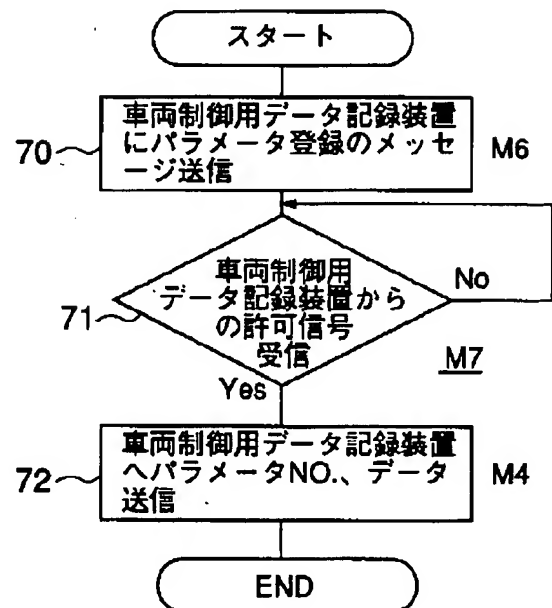 スタート
70
車両制御用データ記録装置
にパラメータ登録のメッセ
ージ送信
M6
車両制御用
データ記録装置から
の許可信号
受信
No
71
M7
Yes
72
車両制御用データ記録装置
へパラメータNO.、データ
送信
M4
END